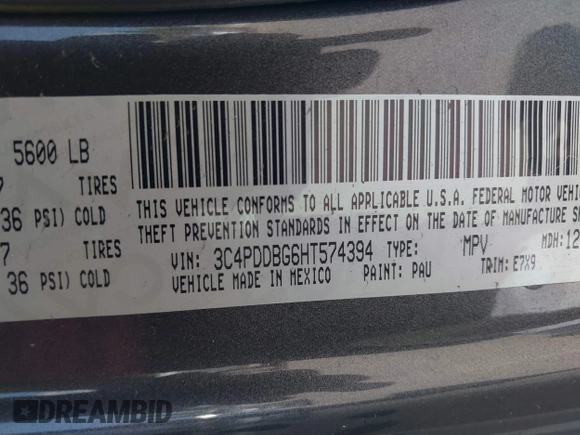 5600 LB
7 TIRES
36 PSI) COLD
7 TIRES
36 PSI) COLD
THIS VEHICLE CONFORMS TO ALL APPLICABLE U.S.A. FEDERAL MOTOR VEHI
THEFT PREVENTION STANDARDS IN EFFECT ON THE DATE OF MANUFACTURE S
VIN: 3C4PDDBG6HT574394 TYPE: MPV MDH: 12
VEHICLE MADE IN MEXICO PAINT: PAU TRIM: E7X9
DREAMBID